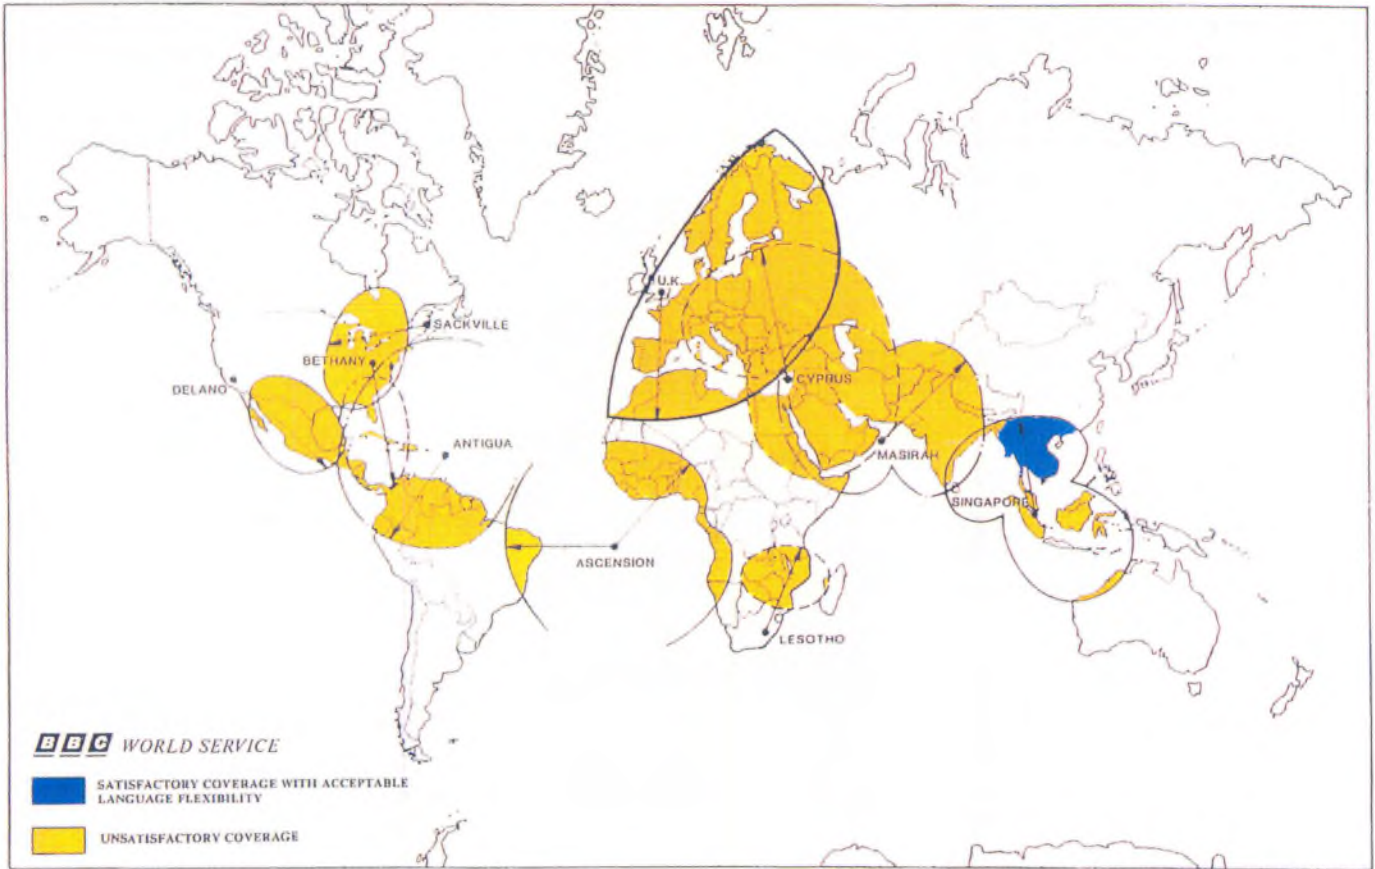 U.K.
SACKVILLE
BETHANY
DELANO
CYPRUS
ANTIGUA
MASIRAH
SINGAPORE
ASCENSION
LESOTHO
BBC WORLD SERVICE
SATISFACTORY COVERAGE WITH ACCEPTABLE
LANGUAGE FLEXIBILITY
UNSATISFACTORY COVERAGE